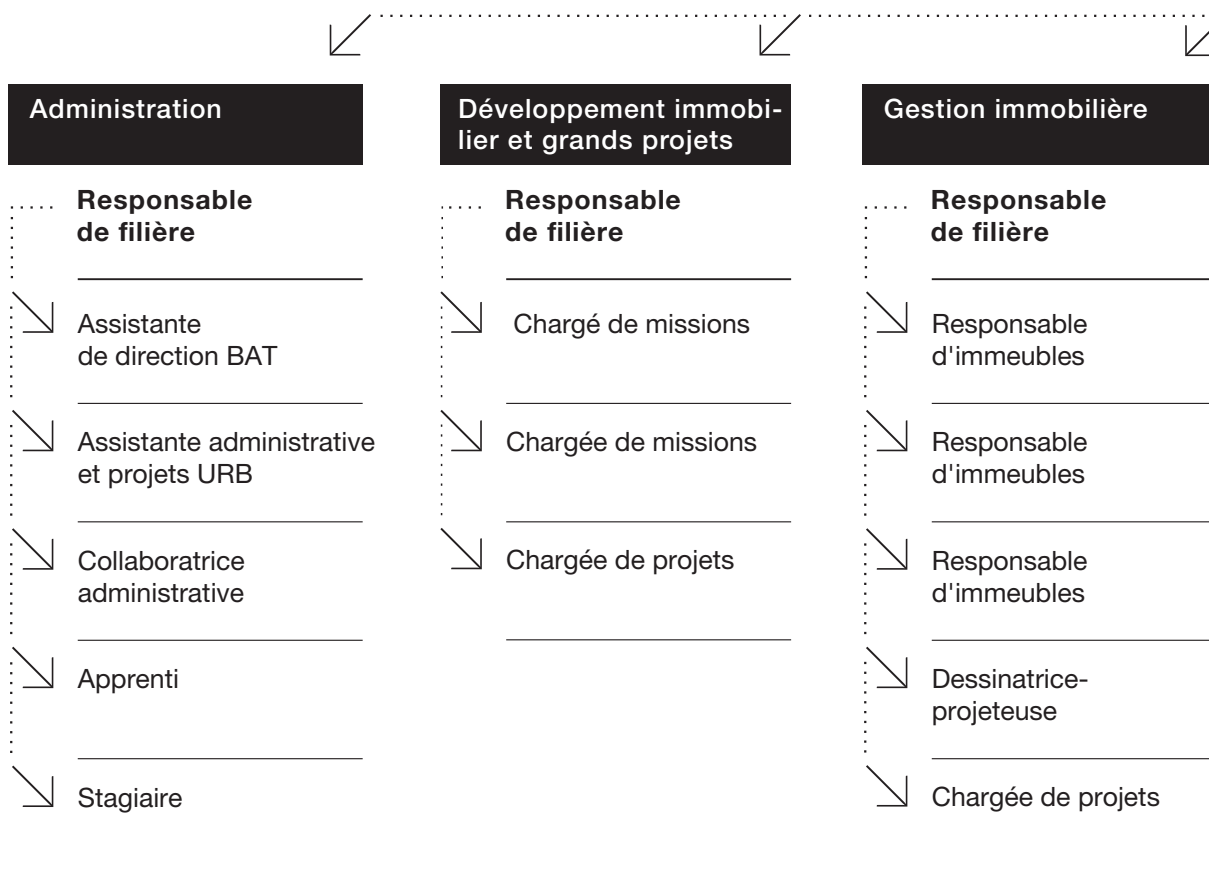 Administration
Responsable
de filière
Assistante
de direction BAT
Assistante administrative
et projets URB
Collaboratrice
administrative
Apprenti
Stagiaire
Développement immobi-
lier et grands projets
Responsable
de filière
Chargé de missions
Chargée de missions
Chargée de projets
Gestion immobilière
Responsable
de filière
Responsable
d'immeubles
Responsable
d'immeubles
Responsable
d'immeubles
Dessinatrice-
projeteuse
Chargée de projets